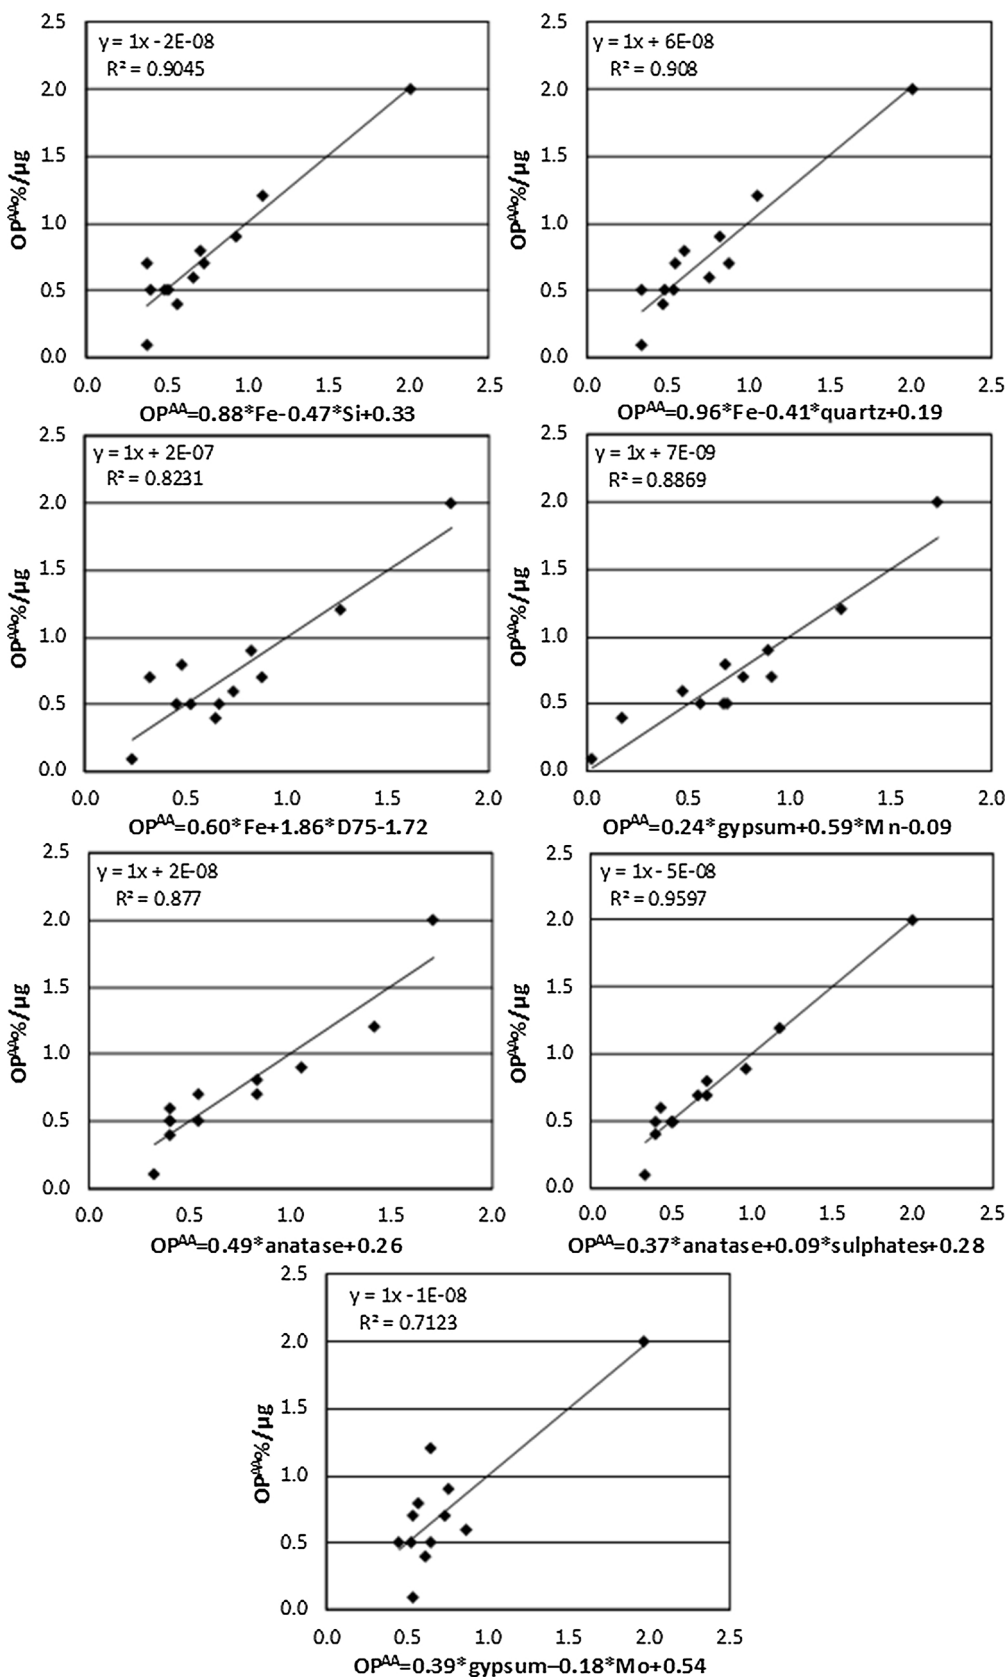 y = 1x - 2E-08
R² = 0.9045
2.5
2.0
1.5
1.0
0.5
0.0
OP^AA%/µg
0.0 0.5 1.0 1.5 2.0 2.5
OP^AA=0.88*Fe-0.47*Si+0.33
y = 1x + 6E-08
R² = 0.908
2.5
2.0
1.5
1.0
0.5
0.0
OP^AA%/µg
0.0 0.5 1.0 1.5 2.0 2.5
OP^AA=0.96*Fe-0.41*quartz+0.19
y = 1x + 2E-07
R² = 0.8231
2.5
2.0
1.5
1.0
0.5
0.0
OP^AA%/µg
0.0 0.5 1.0 1.5 2.0
OP^AA=0.60*Fe+1.86*D75-1.72
y = 1x + 7E-09
R² = 0.8869
2.5
2.0
1.5
1.0
0.5
0.0
OP^AA%/µg
0.0 0.5 1.0 1.5 2.0
OP^AA=0.24*gypsum+0.59*Mn-0.09
y = 1x + 2E-08
R² = 0.877
2.5
2.0
1.5
1.0
0.5
0.0
OP^AA%/µg
0.0 0.5 1.0 1.5 2.0
OP^AA=0.49*anatase+0.26
y = 1x - 5E-08
R² = 0.9597
2.5
2.0
1.5
1.0
0.5
0.0
OP^AA%/µg
0.0 0.5 1.0 1.5 2.0 2.5
OP^AA=0.37*anatase+0.09*sulphates+0.28
y = 1x - 1E-08
R² = 0.7123
2.5
2.0
1.5
1.0
0.5
0.0
OP^AA%/µg
0.0 0.5 1.0 1.5 2.0 2.5
OP^AA=0.39*gypsum–0.18*Mo+0.54